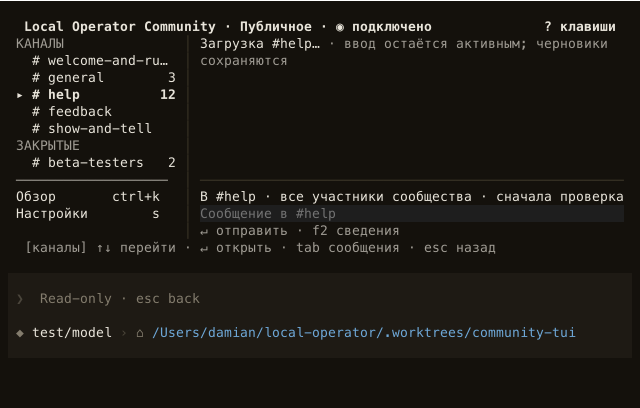 Local Operator Community · Публичное · ◉ подключено ? клавиши
КАНАЛЫ
# welcome-and-ru…
# general 3
▸ # help 12
# feedback
# show-and-tell
ЗАКРЫТЫЕ
# beta-testers 2
Обзор ctrl+k
Настройки s
Загрузка #help… · ввод остаётся активным; черновики
сохраняются
В #help · все участники сообщества · сначала проверка
Сообщение в #help
↵ отправить · f2 сведения
[каналы] ↑↓ перейти · ↵ открыть · tab сообщения · esc назад
❯ Read-only · esc back
◆ test/model › ⌂ /Users/damian/local-operator/.worktrees/community-tui